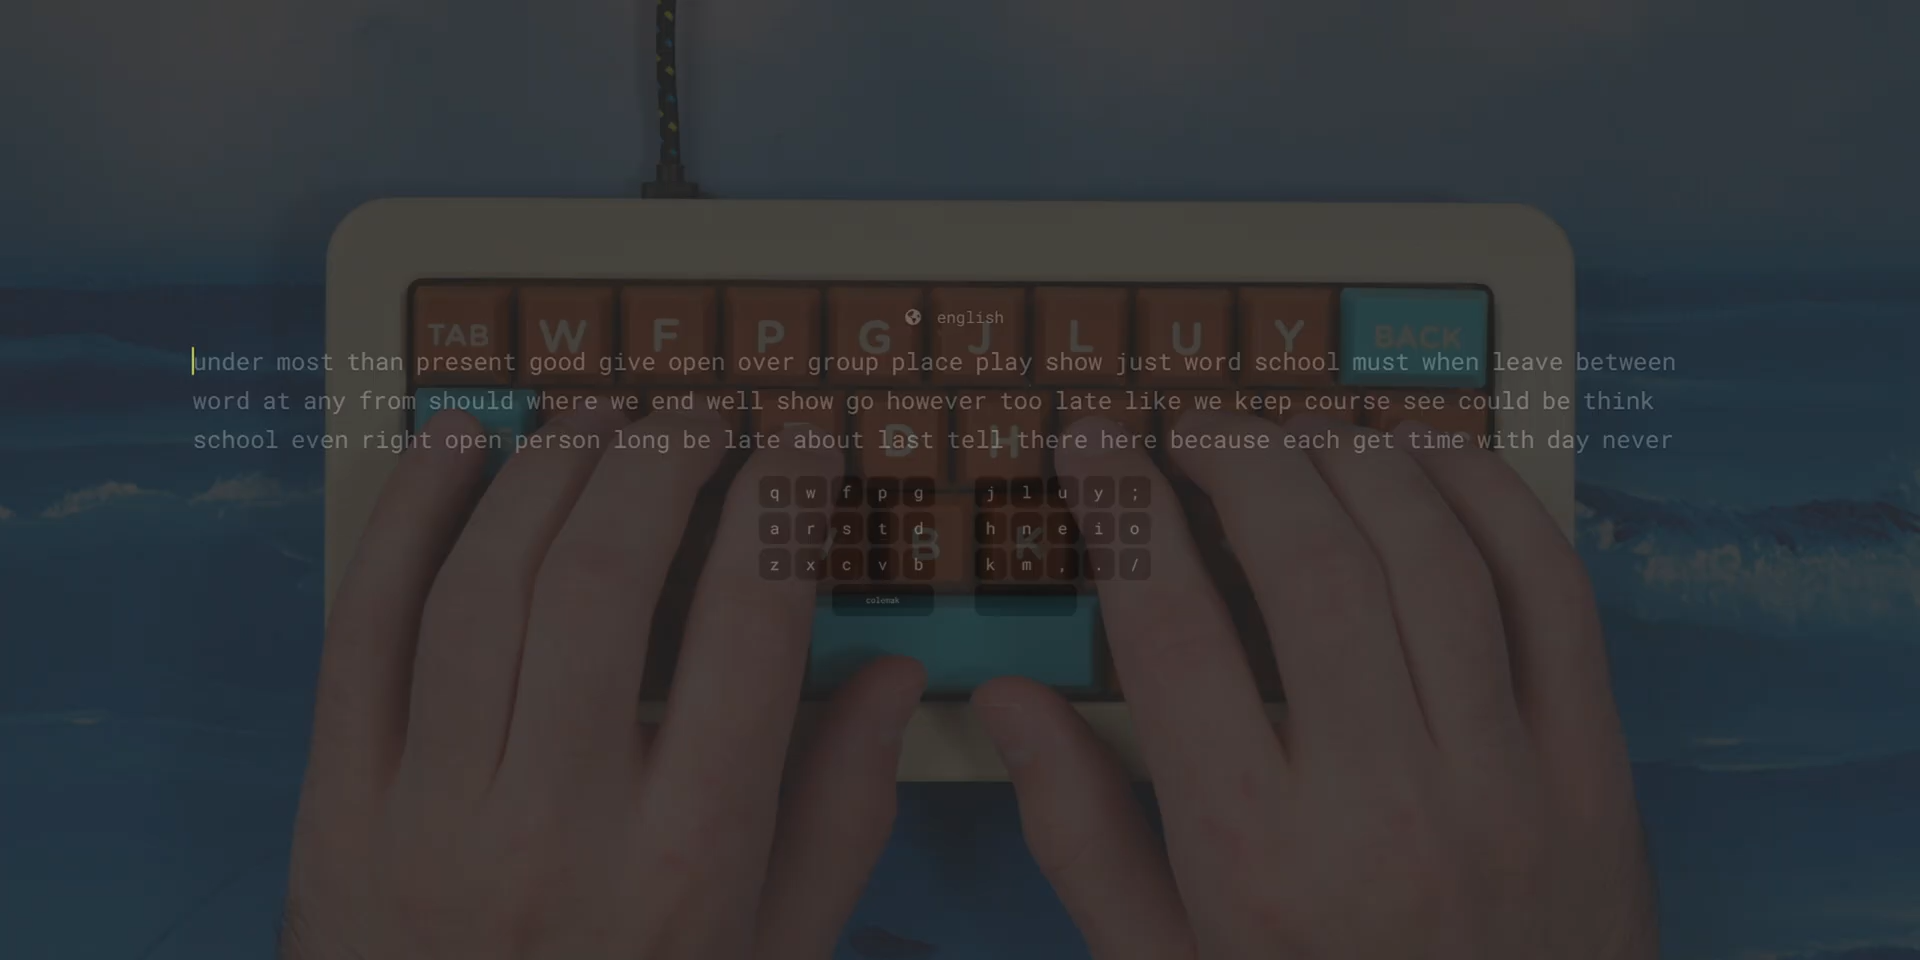 TAB W F P G J L U Y BACK
english
under most than present good give open over group place play show just word school must when leave between
word at any from should where we end well show go however too late like we keep course see could be think
school even right open person long be late about last tell there here because each get time with day never
D H
q w f p g j l u y ;
a r s t d h n e i o
z x c v b k m , . /
B K
colemak